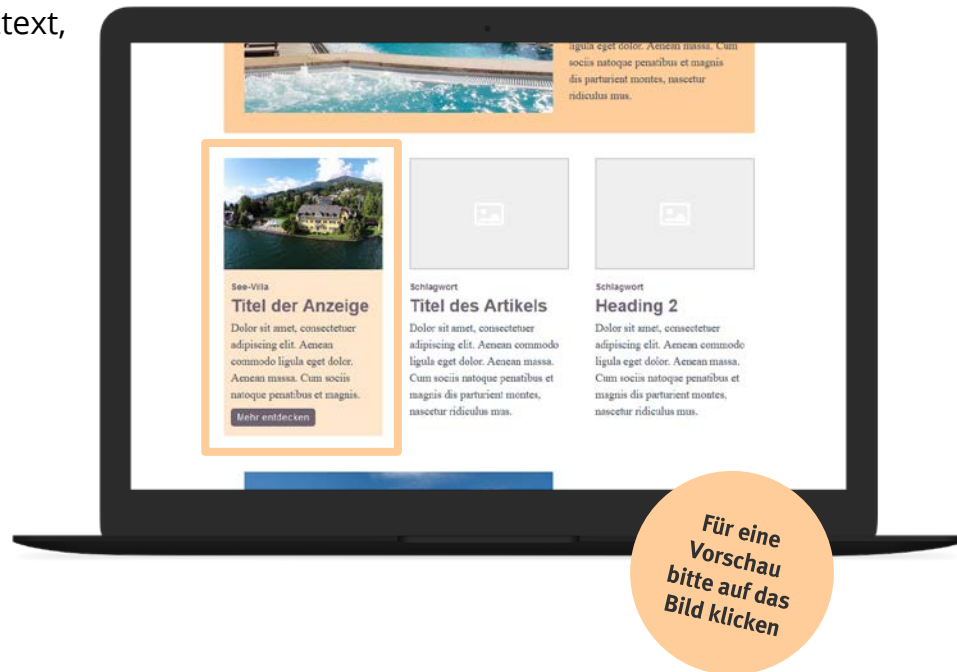 text,
ligula eget dolor. Aenean massa. Cum
sociis natoque penatibus et magnis
dis parturient montes, nascetur
ridiculus mus.
See-Villa
Titel der Anzeige
Dolor sit amet, consectetuer
adipiscing elit. Aenean
commodo ligula eget dolor.
Aenean massa. Cum sociis
natoque penatibus et magnis.
Mehr entdecken
Schlagwort
Titel des Artikels
Dolor sit amet, consectetuer
adipiscing elit. Aenean commodo
ligula eget dolor. Aenean massa.
Cum sociis natoque penatibus et
magnis dis parturient montes,
nascetur ridiculus mus.
Schlagwort
Heading 2
Dolor sit amet, consectetuer
adipiscing elit. Aenean commodo
ligula eget dolor. Aenean massa.
Cum sociis natoque penatibus et
magnis dis parturient montes,
nascetur ridiculus mus.
Für eine
Vorschau
bitte auf das
Bild klicken